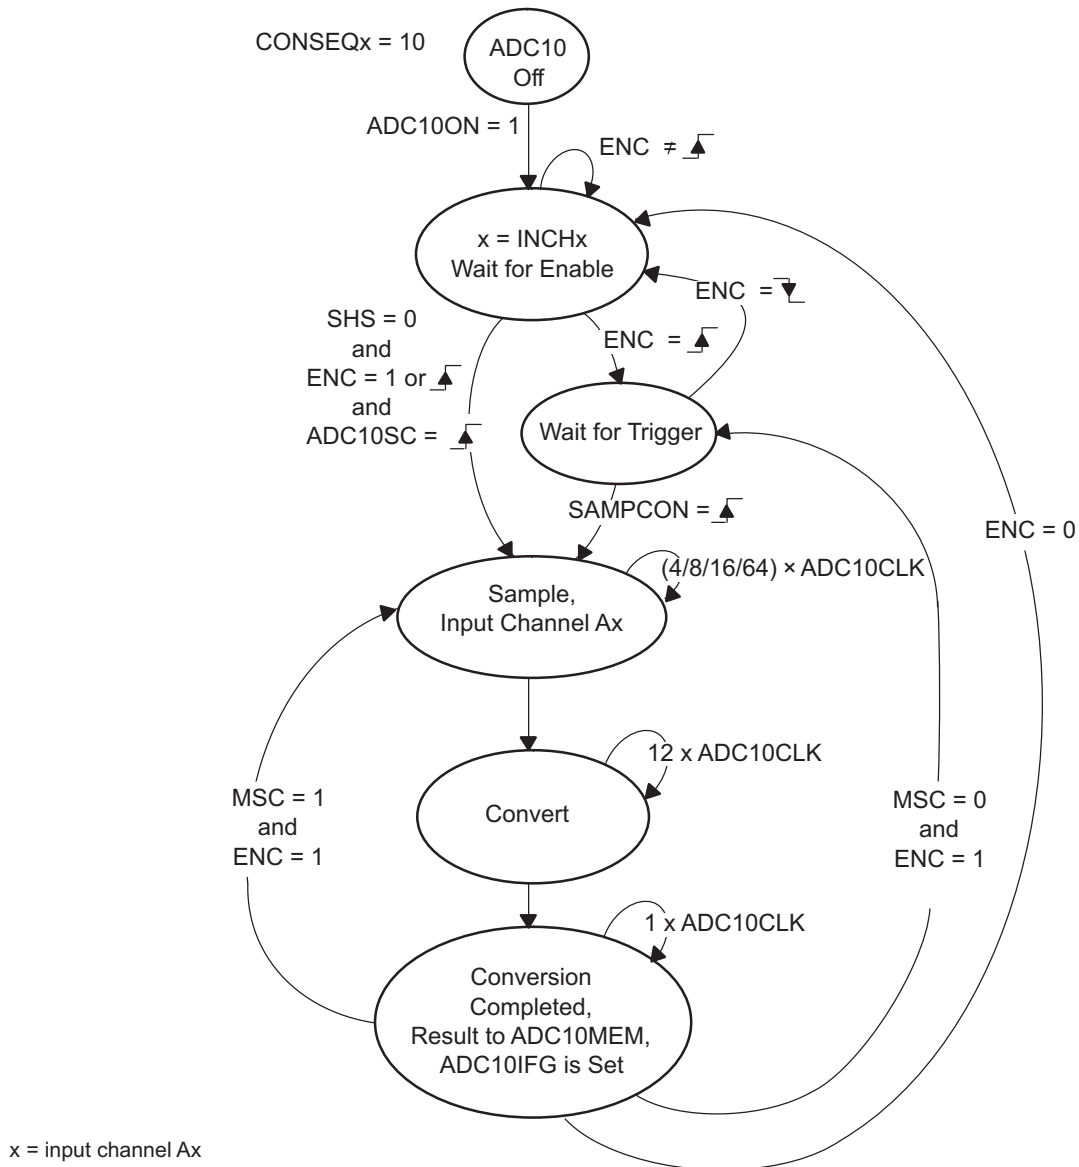 CONSEQx = 10
ADC10
Off
ADC10ON = 1
ENC ≠
x = INCHx
Wait for Enable
ENC =
SHS = 0
and
ENC = 1 or
and
ADC10SC =
ENC =
Wait for Trigger
SAMPCON =
ENC = 0
(4/8/16/64) × ADC10CLK
Sample,
Input Channel Ax
12 x ADC10CLK
MSC = 1
and
ENC = 1
Convert
MSC = 0
and
ENC = 1
1 x ADC10CLK
Conversion
Completed,
Result to ADC10MEM,
ADC10IFG is Set
x = input channel Ax